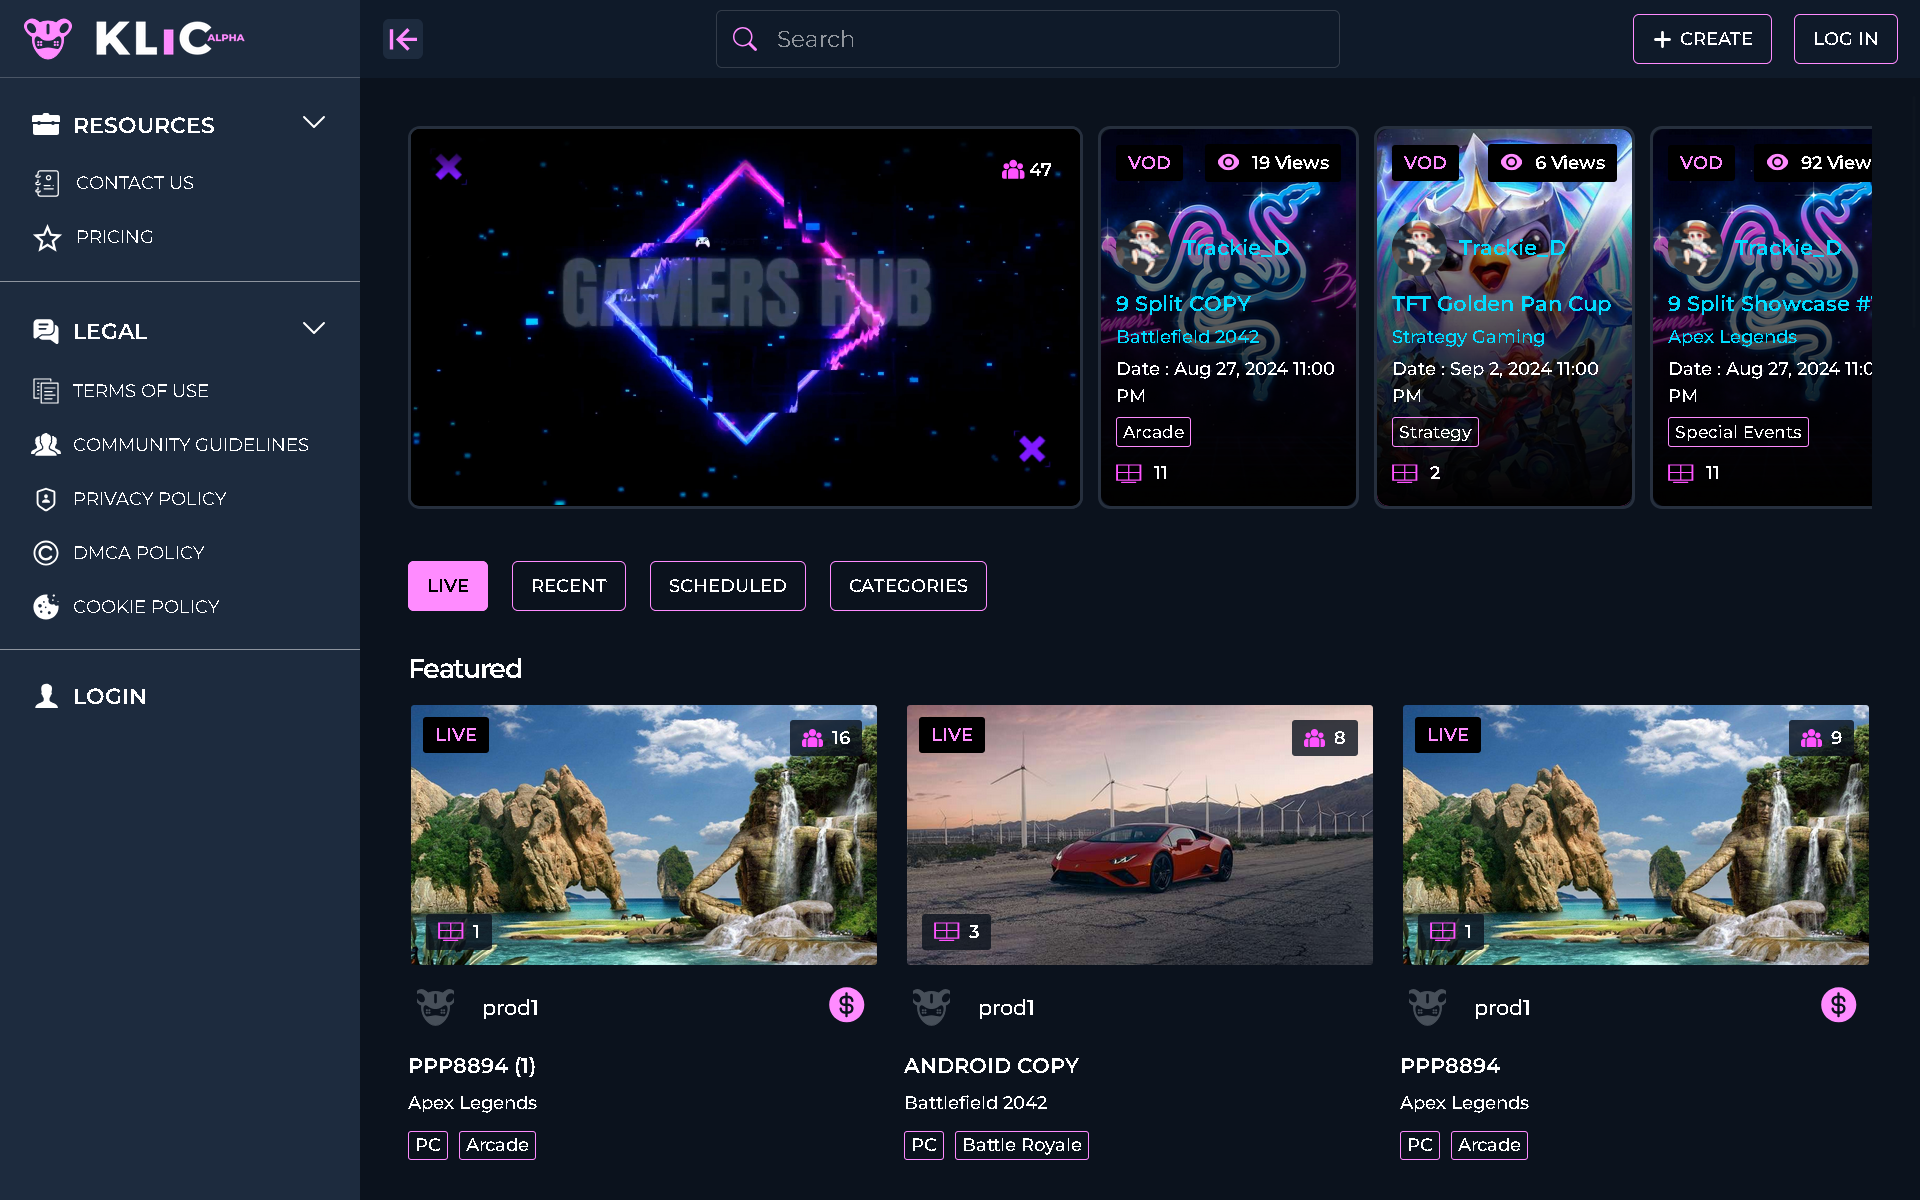 KLiC ALPHA
Search
CREATE
LOG IN
RESOURCES
CONTACT US
PRICING
LEGAL
TERMS OF USE
COMMUNITY GUIDELINES
PRIVACY POLICY
DMCA POLICY
COOKIE POLICY
LOGIN
47
GAMERS HUB
VOD
19 Views
Trackie_D
9 Split COPY
Battlefield 2042
Date : Aug 27, 2024 11:00
PM
Arcade
11
VOD
6 Views
Trackie_D
TFT Golden Pan Cup
Strategy Gaming
Date : Sep 2, 2024 11:00
PM
Strategy
2
VOD
92 View
Trackie_D
9 Split Showcase #
Apex Legends
Date : Aug 27, 2024 11:0
PM
Special Events
11
LIVE
RECENT
SCHEDULED
CATEGORIES
Featured
LIVE
16
1
prod1
PPP8894 (1)
Apex Legends
PC
Arcade
LIVE
8
3
prod1
ANDROID COPY
Battlefield 2042
PC
Battle Royale
LIVE
9
1
prod1
PPP8894
Apex Legends
PC
Arcade